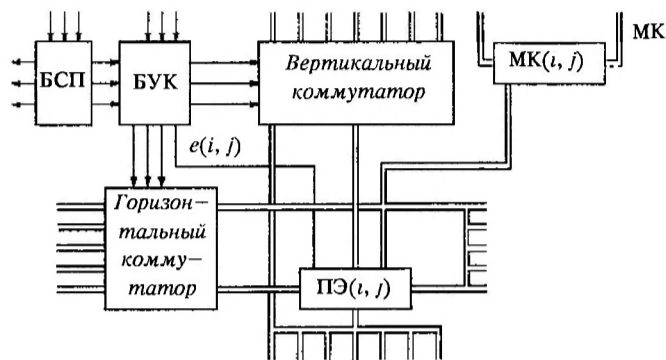 МК
БСП
БУК
Вертикальный
коммутатор
МК(i, j)
e(i, j)
Горизон—
тальный
комму—
татор
ПЭ(i, j)